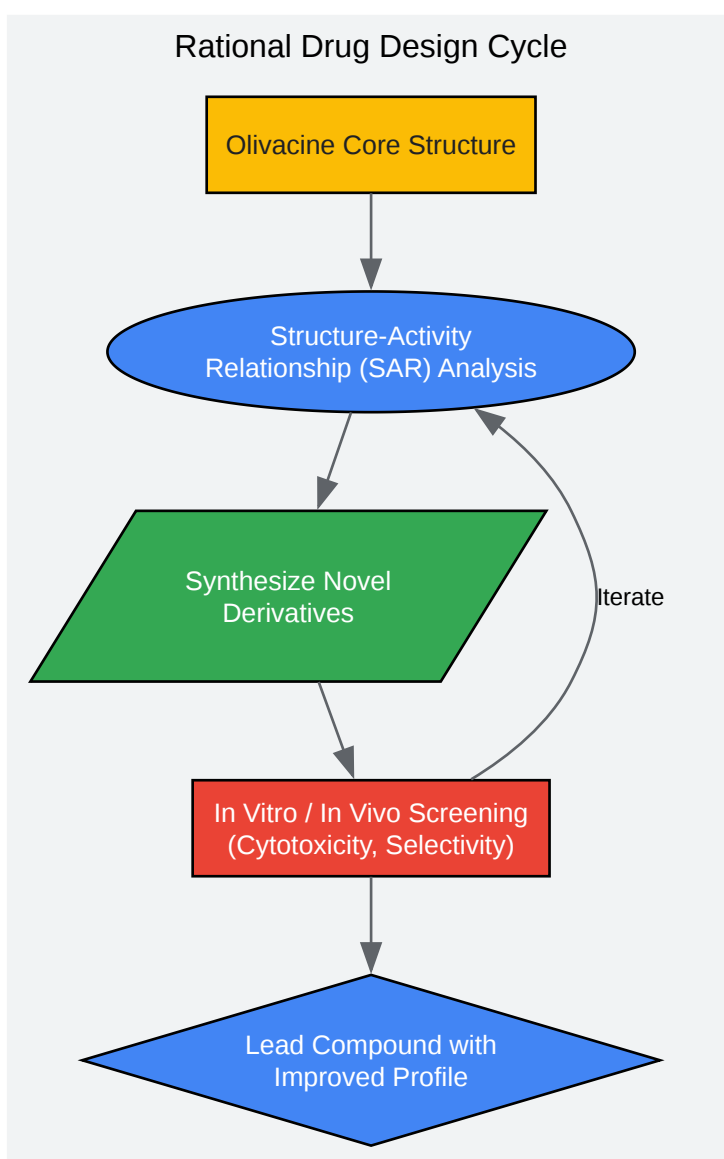 Rational Drug Design Cycle
Olivacine Core Structure
Structure-Activity
Relationship (SAR) Analysis
Synthesize Novel
Derivatives
Iterate
In Vitro / In Vivo Screening
(Cytotoxicity, Selectivity)
Lead Compound with
Improved Profile